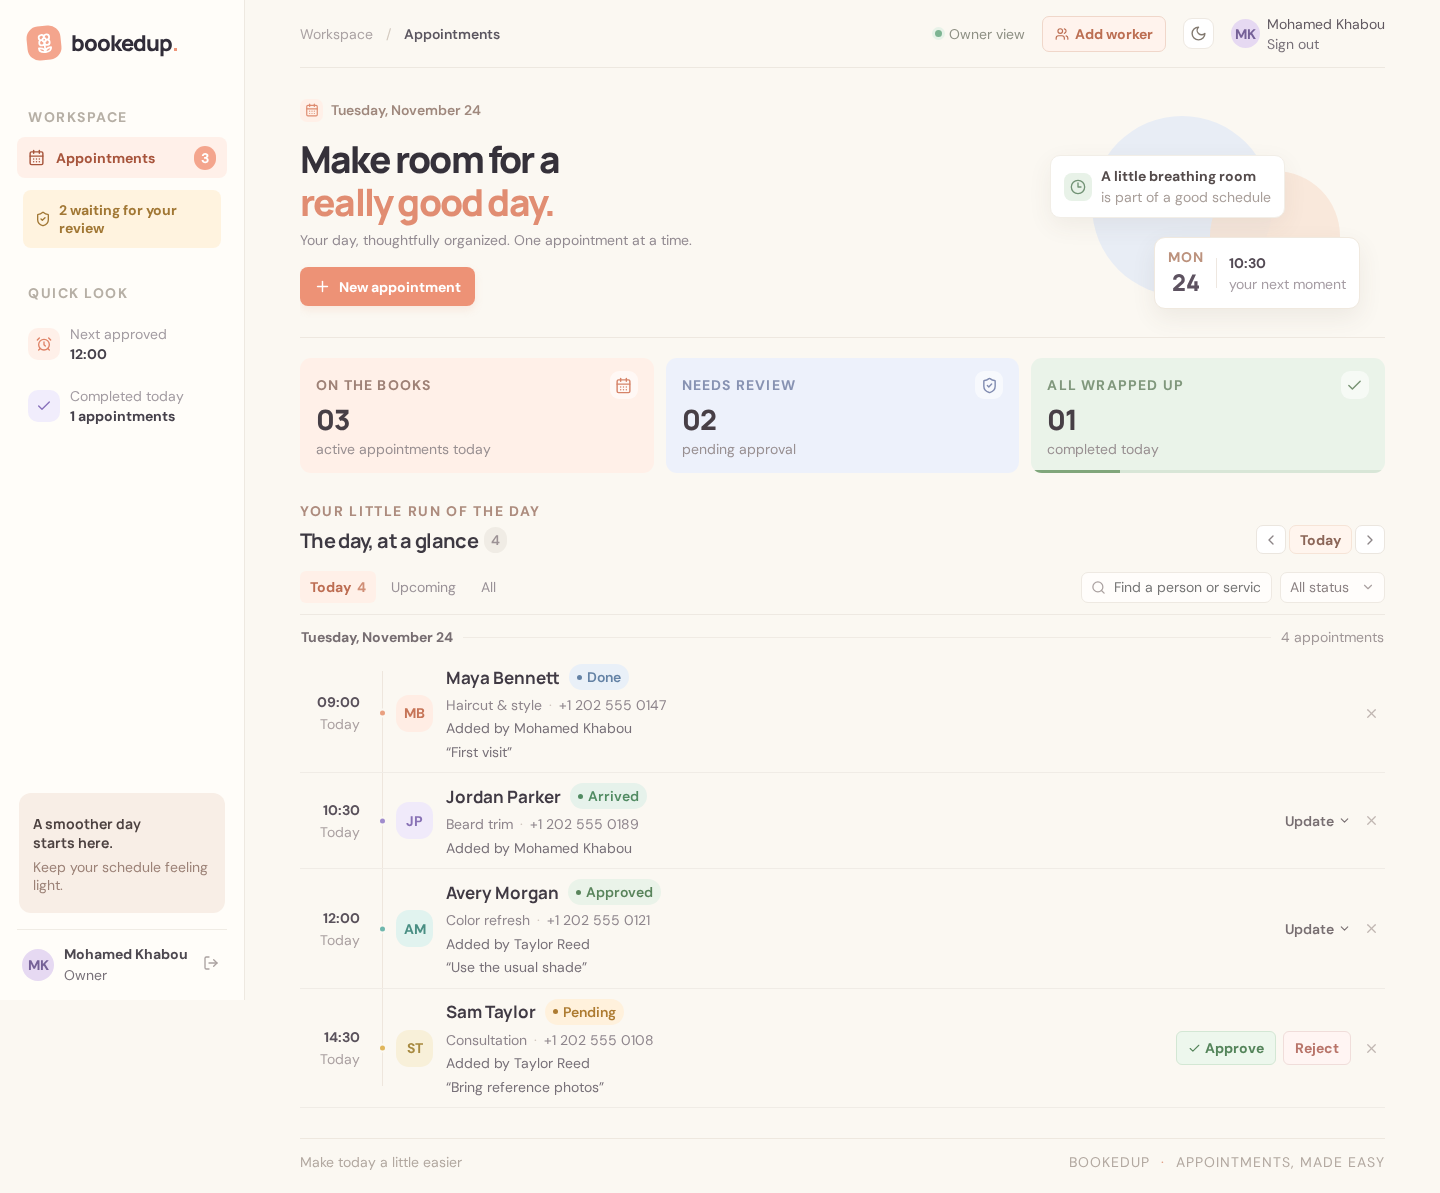 bookedup.
WORKSPACE
Appointments 3
2 waiting for your
review
QUICK LOOK
Next approved
12:00
Completed today
1 appointments
A smoother day
starts here.
Keep your schedule feeling
light.
MK Mohamed Khabou
Owner
Workspace / Appointments
Owner view
Add worker
MK Mohamed Khabou
Sign out
Tuesday, November 24
Make room for a
really good day.
Your day, thoughtfully organized. One appointment at a time.
New appointment
A little breathing room
is part of a good schedule
MON
24
10:30
your next moment
ON THE BOOKS
03
active appointments today
NEEDS REVIEW
02
pending approval
ALL WRAPPED UP
01
completed today
YOUR LITTLE RUN OF THE DAY
The day, at a glance 4
Today
Today 4 Upcoming All
Find a person or servic
All status
Tuesday, November 24
4 appointments
09:00
Today
MB
Maya Bennett Done
Haircut & style · +1 202 555 0147
Added by Mohamed Khabou
“First visit”
10:30
Today
JP
Jordan Parker Arrived
Beard trim · +1 202 555 0189
Added by Mohamed Khabou
Update
12:00
Today
AM
Avery Morgan Approved
Color refresh · +1 202 555 0121
Added by Taylor Reed
“Use the usual shade”
Update
14:30
Today
ST
Sam Taylor Pending
Consultation · +1 202 555 0108
Added by Taylor Reed
“Bring reference photos”
Approve Reject
Make today a little easier
BOOKEDUP · APPOINTMENTS, MADE EASY